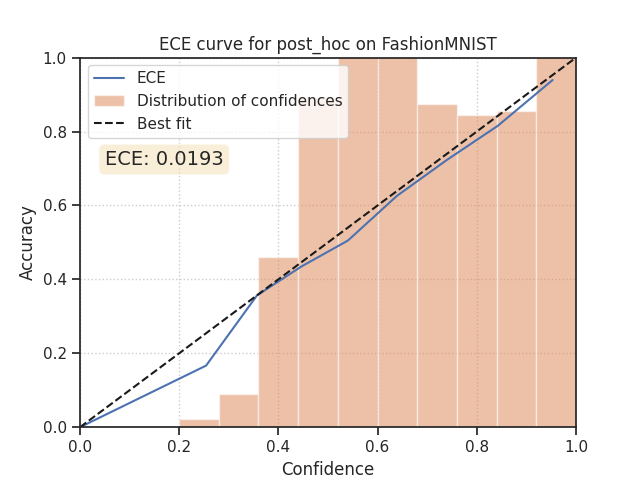 ECE curve for post_hoc on FashionMNIST
1.0
ECE
Distribution of confidences
Best fit
0.8
ECE: 0.0193
0.6
Accuracy
0.4
0.2
0.0
0.0 0.2 0.4 0.6 0.8 1.0
Confidence